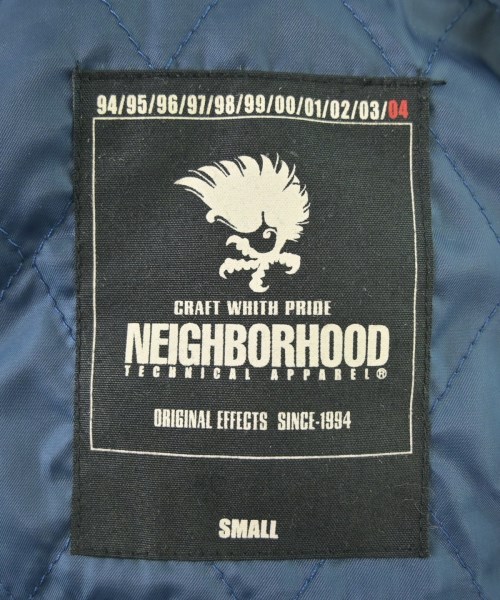 94/95/96/97/98/99/00/01/02/03/04
CRAFT WHITH PRIDE
NEIGHBORHOOD
TECHNICAL APPAREL®
ORIGINAL EFFECTS SINCE-1994
SMALL